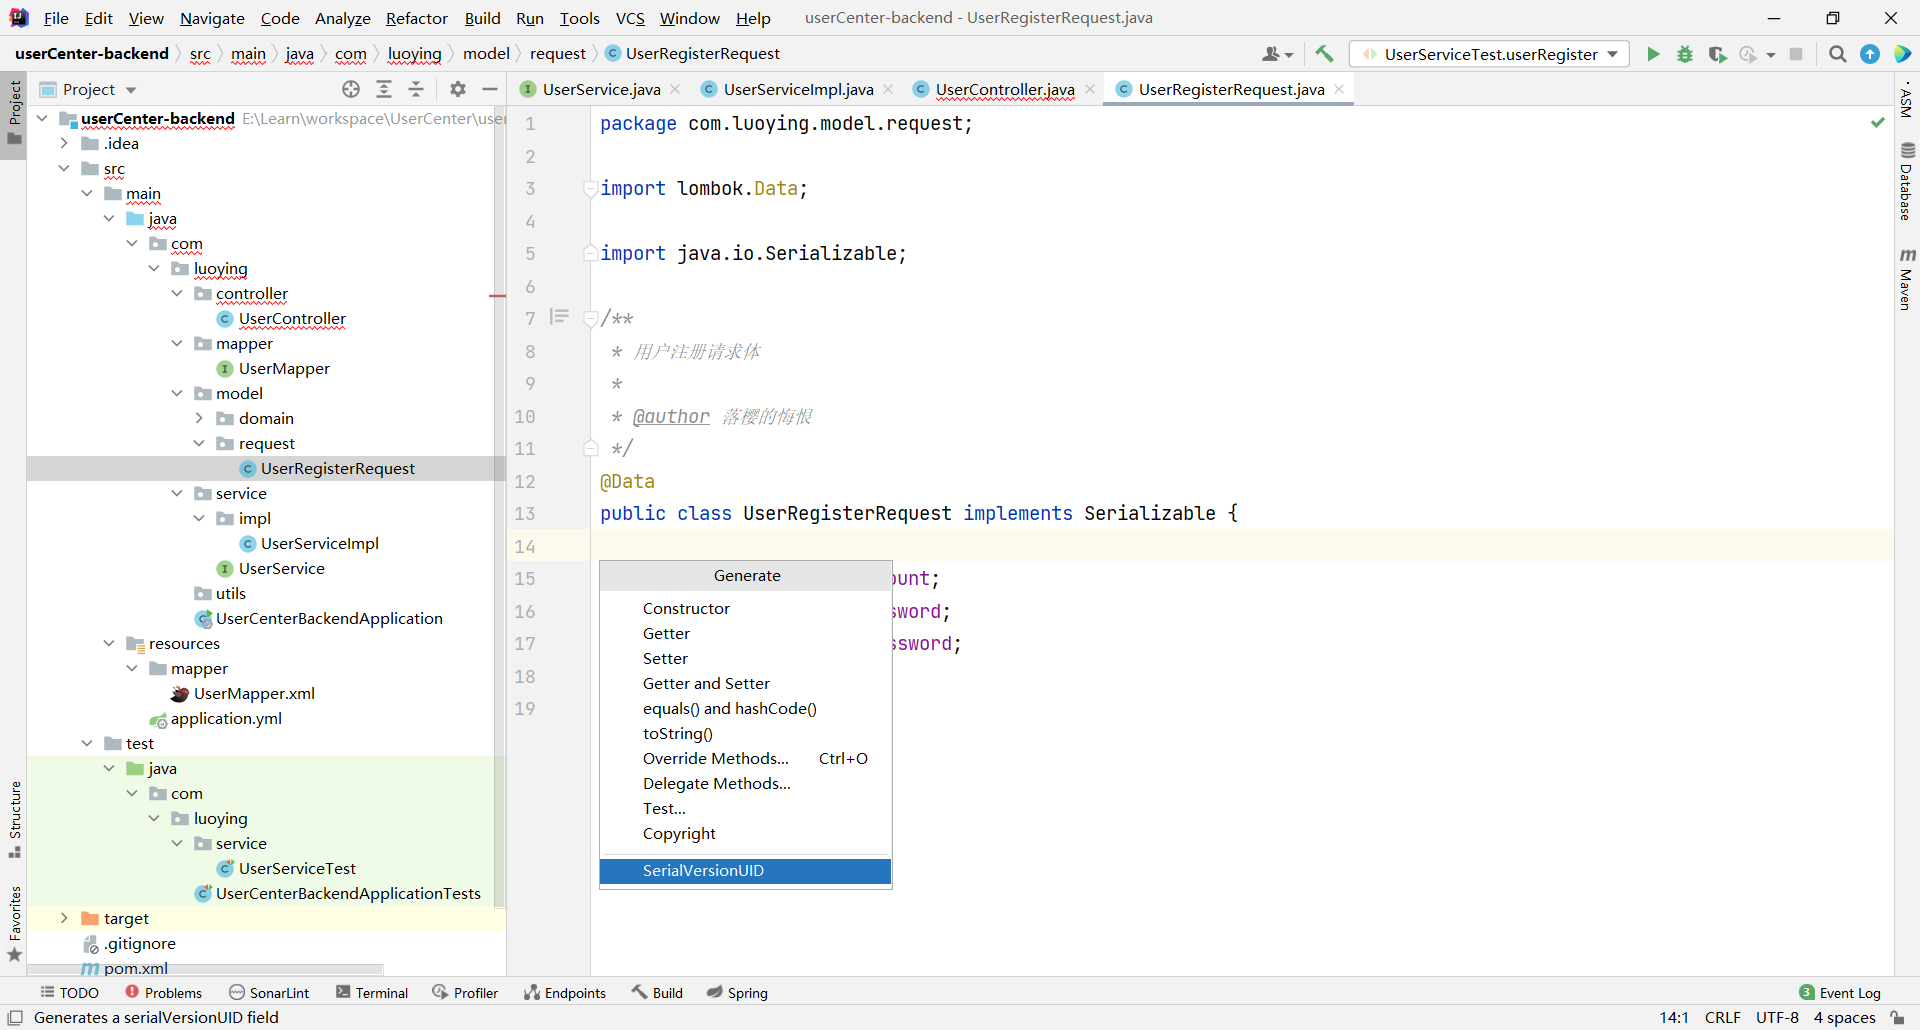 File Edit View Navigate Code Analyze Refactor Build Run Tools VCS Window Help userCenter-backend - UserRegisterRequest.java
userCenter-backend src main java com luoying model request UserRegisterRequest
UserServiceTest.userRegister
Project
UserService.java UserServiceImpl.java UserController.java UserRegisterRequest.java
Project
Structure
Favorites
userCenter-backend E:\Learn\workspace\UserCenter\user
.idea
src
main
java
com
luoying
controller
UserController
mapper
UserMapper
model
domain
request
UserRegisterRequest
service
impl
UserServiceImpl
UserService
utils
UserCenterBackendApplication
resources
mapper
UserMapper.xml
application.yml
test
java
com
luoying
service
UserServiceTest
UserCenterBackendApplicationTests
target
.gitignore
pom.xml
1 package com.luoying.model.request;
2
3 import lombok.Data;
4
5 import java.io.Serializable;
6
7 /**
8 * 用户注册请求体
9 *
10 * @author 落樱的悔恨
11 */
12 @Data
13 public class UserRegisterRequest implements Serializable {
14
15 ount;
16 sword;
17 ssword;
18
19
Generate
Constructor
Getter
Setter
Getter and Setter
equals() and hashCode()
toString()
Override Methods... Ctrl+O
Delegate Methods...
Test...
Copyright
SerialVersionUID
ASM
Database
Maven
TODO Problems SonarLint Terminal Profiler Endpoints Build Spring 3 Event Log
Generates a serialVersionUID field 14:1 CRLF UTF-8 4 spaces